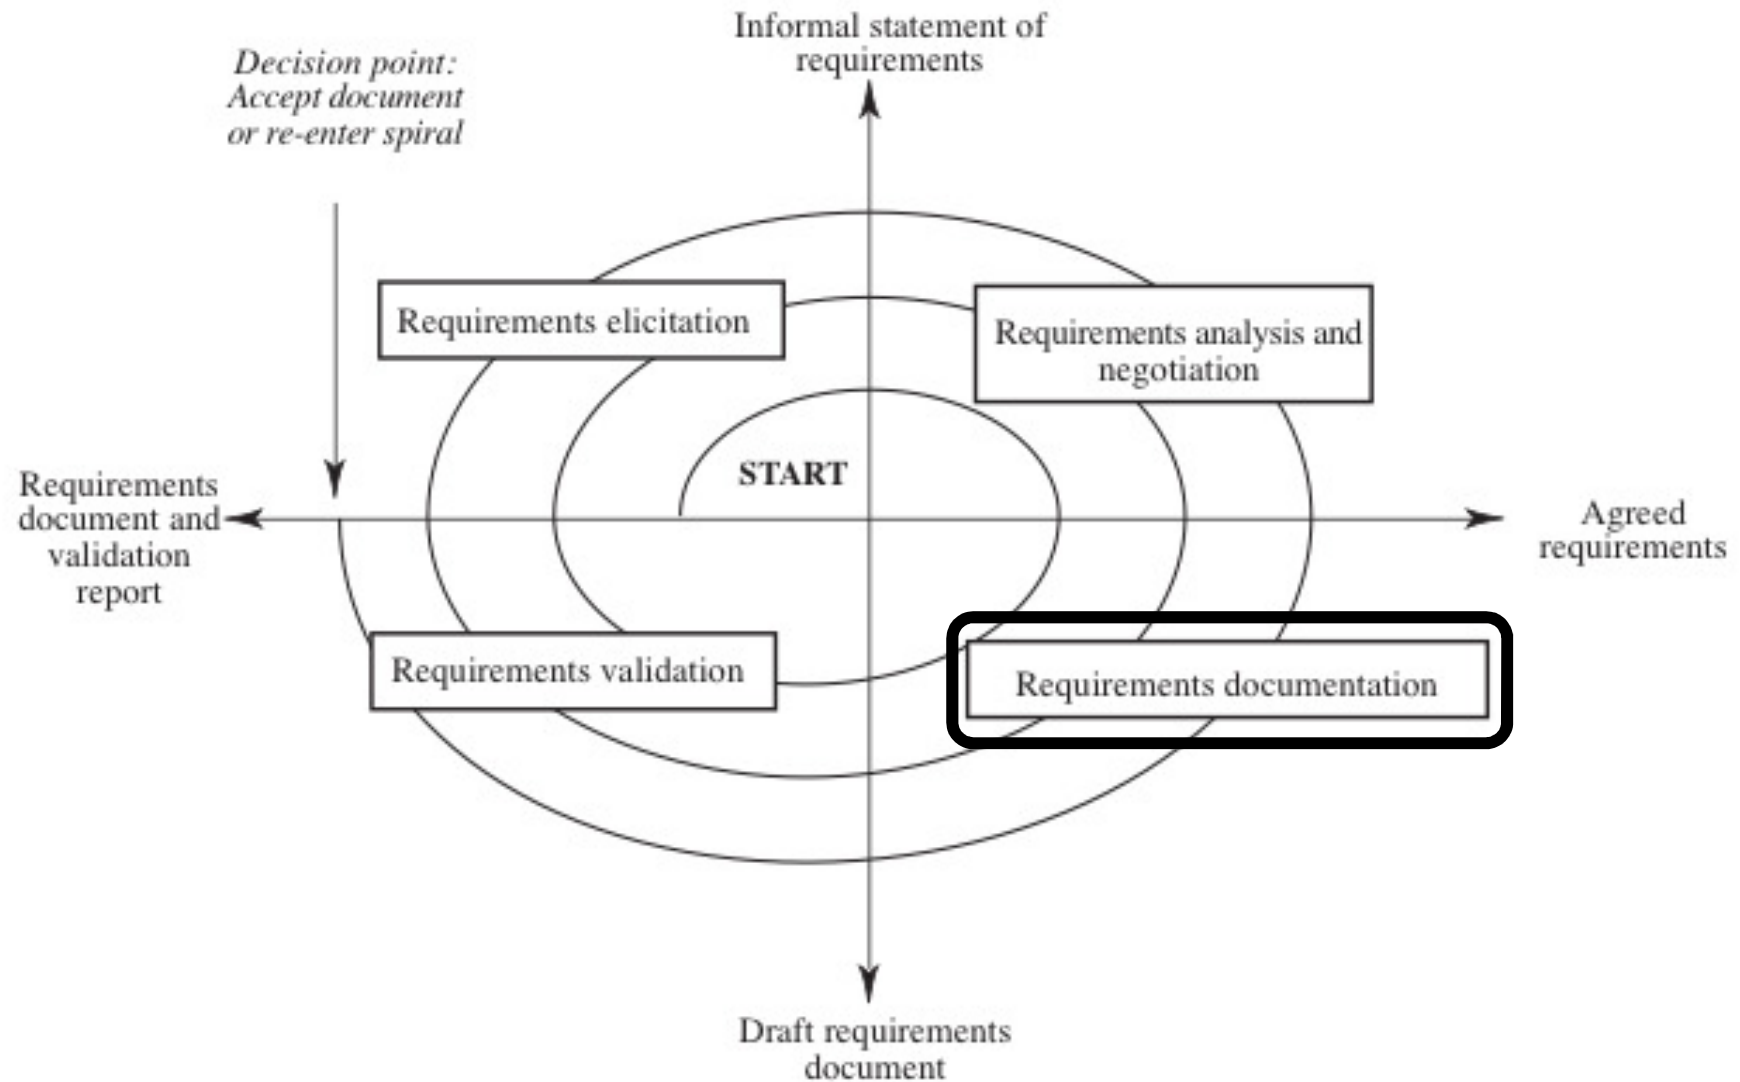 Informal statement of
requirements
Decision point:
Accept document
or re-enter spiral
Requirements elicitation
Requirements analysis and
negotiation
START
Requirements
document and
validation
report
Agreed
requirements
Requirements validation
Requirements documentation
Draft requirements
document